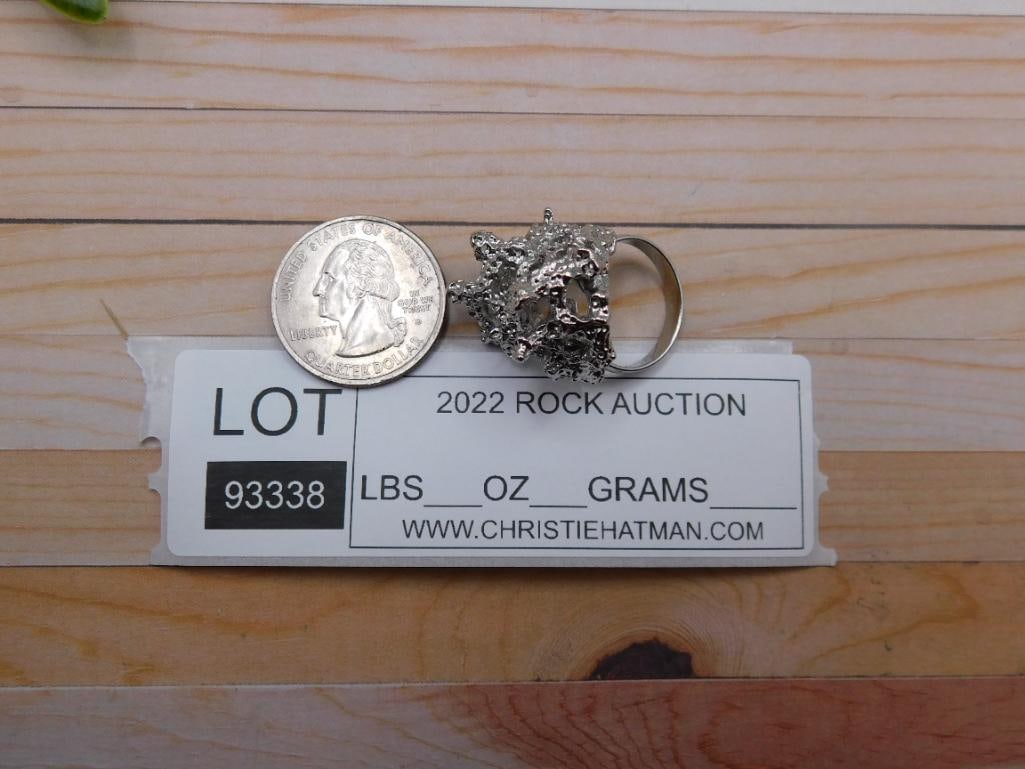 UNITED STATES OF AMERICA
LIBERTY
IN
GOD WE
TRUST
QUARTER DOLLAR
LOT
93338
2022 ROCK AUCTION
LBS___OZ___GRAMS_____
WWW.CHRISTIEHATMAN.COM